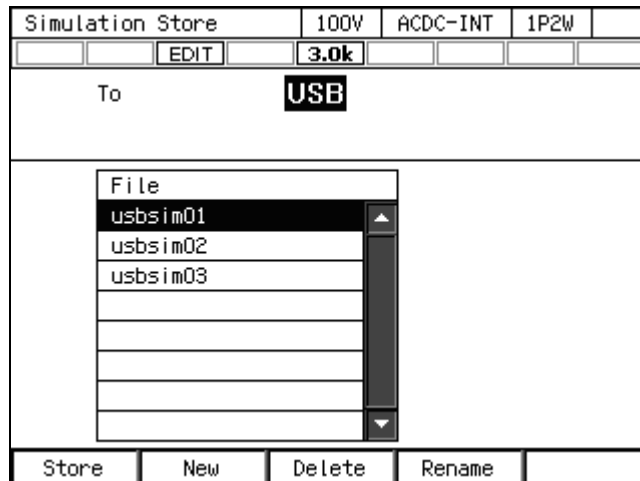 Simulation Store 100V ACDC-INT 1P2W
EDIT 3.0k
To USB
File
usbsim01
usbsim02
usbsim03
Store New Delete Rename